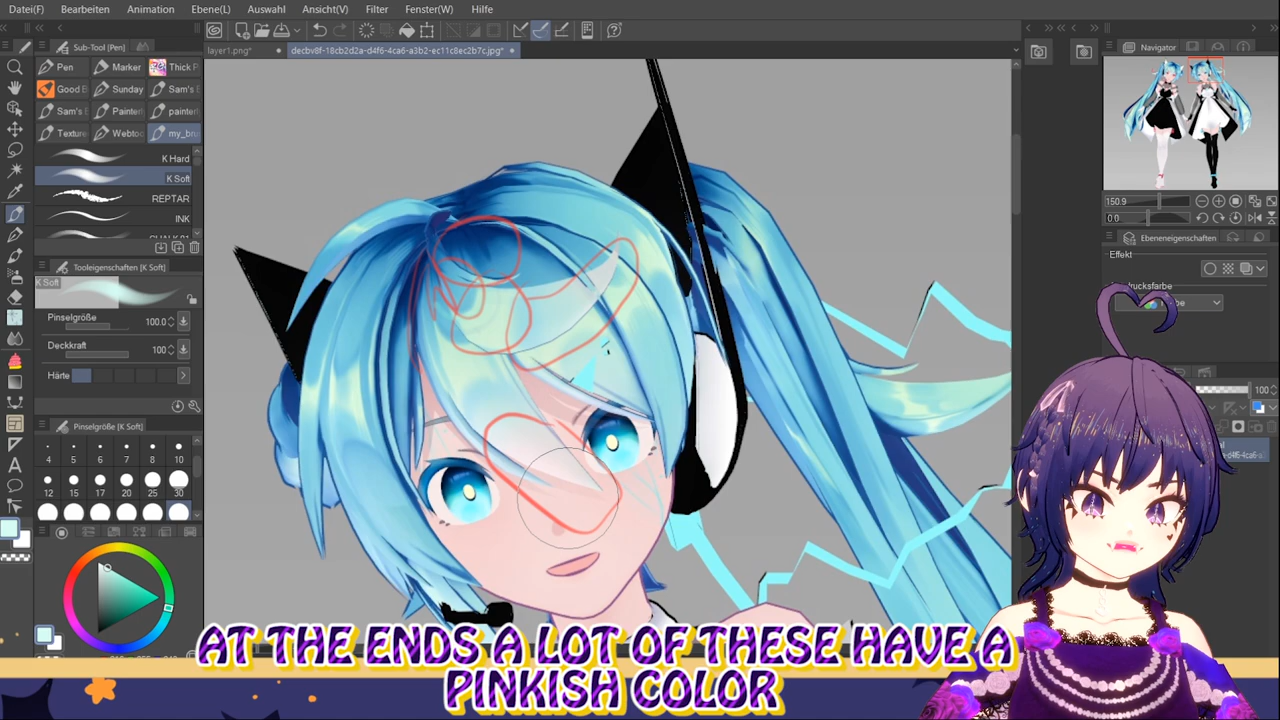 Datei(F)
Bearbeiten
Ebene(L)
Auswahl
Ansicht(V)
Filter
Fenster(W)
Hilfe
Sub-Tool [Pen]
layer1.png*
decbv8f-18cb2d2a-d4f6-4ca6-a3b2-ec11c8ec2b7c.jpg*
Navigator
Pen
Marker
Thick P
Good B
Sunday
Sam's B
Sam's B
Painter
painter
Texture
Webtoo
my_bru
K Hard
K Soft
REPTAR
INK
150.9
0.0
Tooleigenschaften [K Soft]
K Soft
Ebeneneigenschaften
Effekt
Pinselgröße
100.0
Deckkraft
100
Härte
100
Pinselgröße [K Soft]
4
5
6
8
10
12
15
17
20
25
30
AT THE ENDS A LOT OF THESE HAVE A
PINKISH COLOR